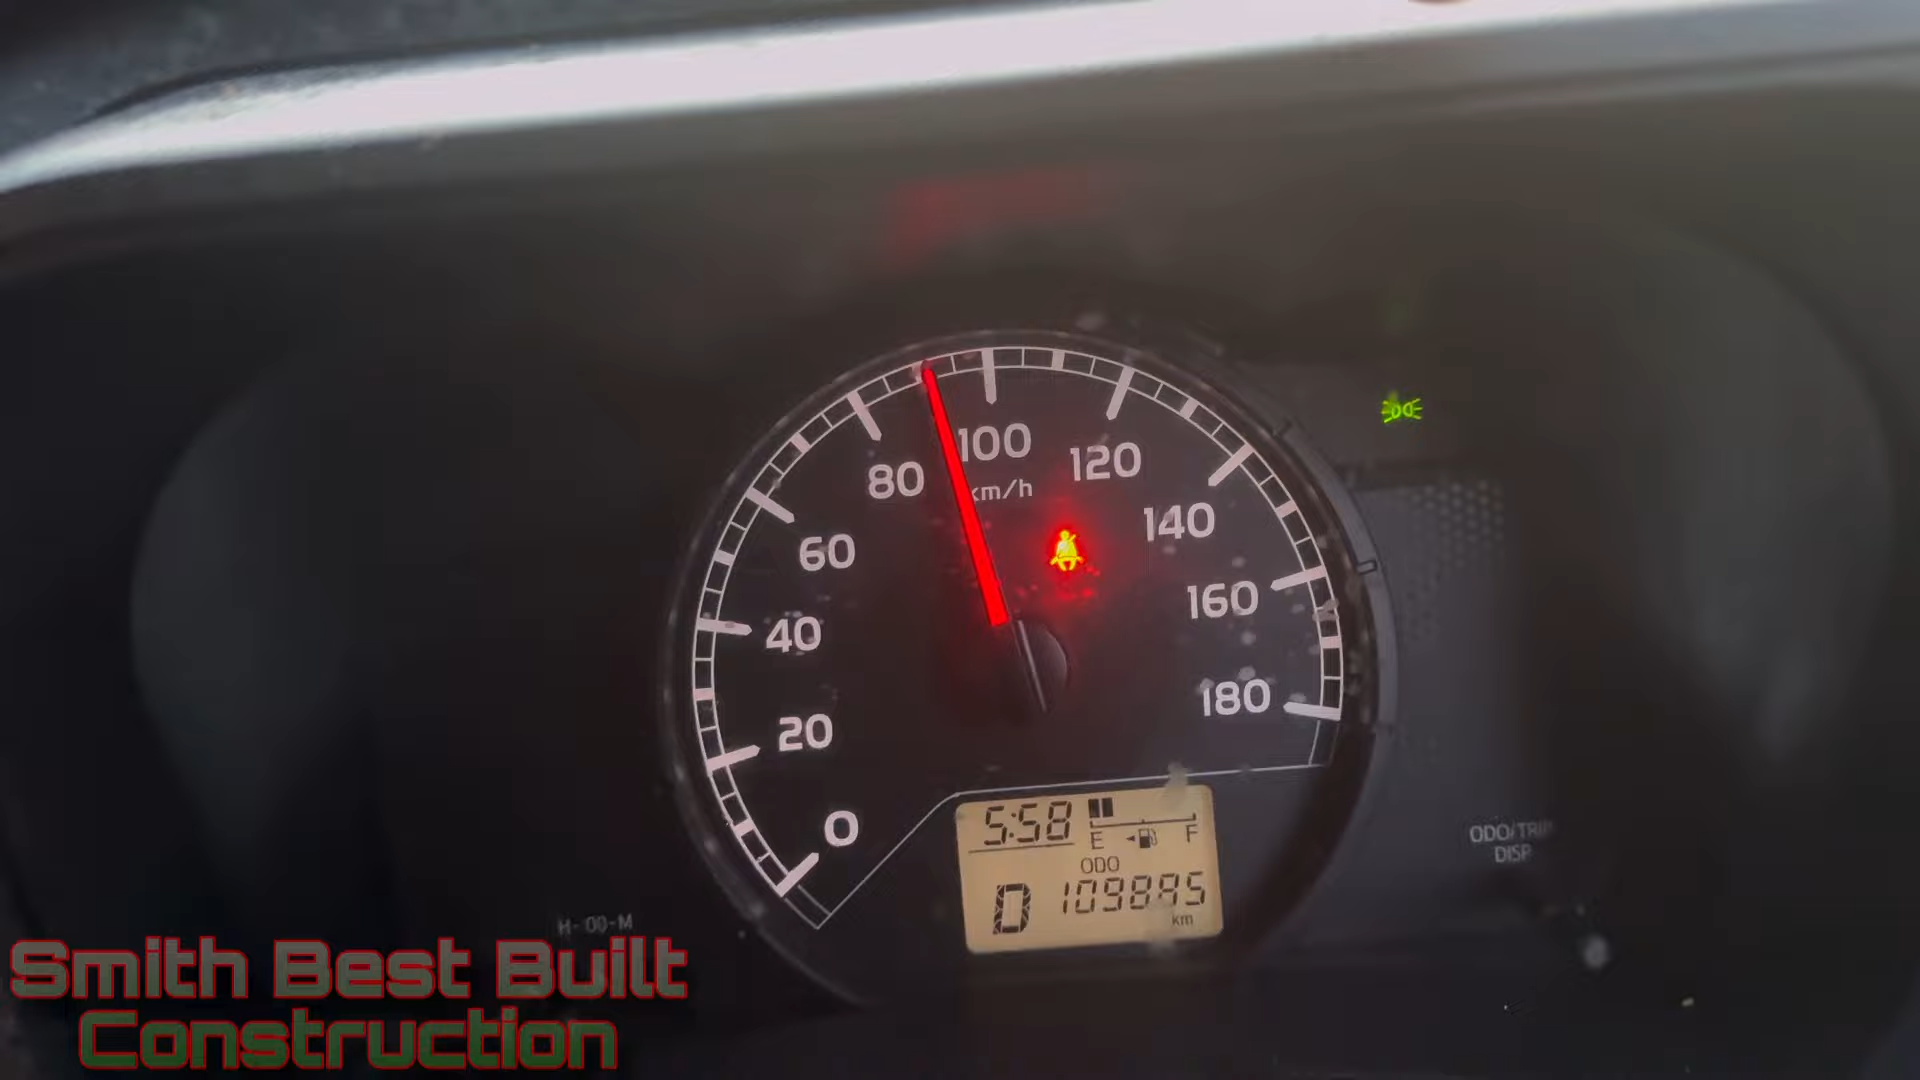 100
80
120
km/h
60
140
40
160
20
180
0
5:58
E
F
ODO
D
109885
km
ODO/TRIP
DISP
H-00-M
Smith Best Built
Construction